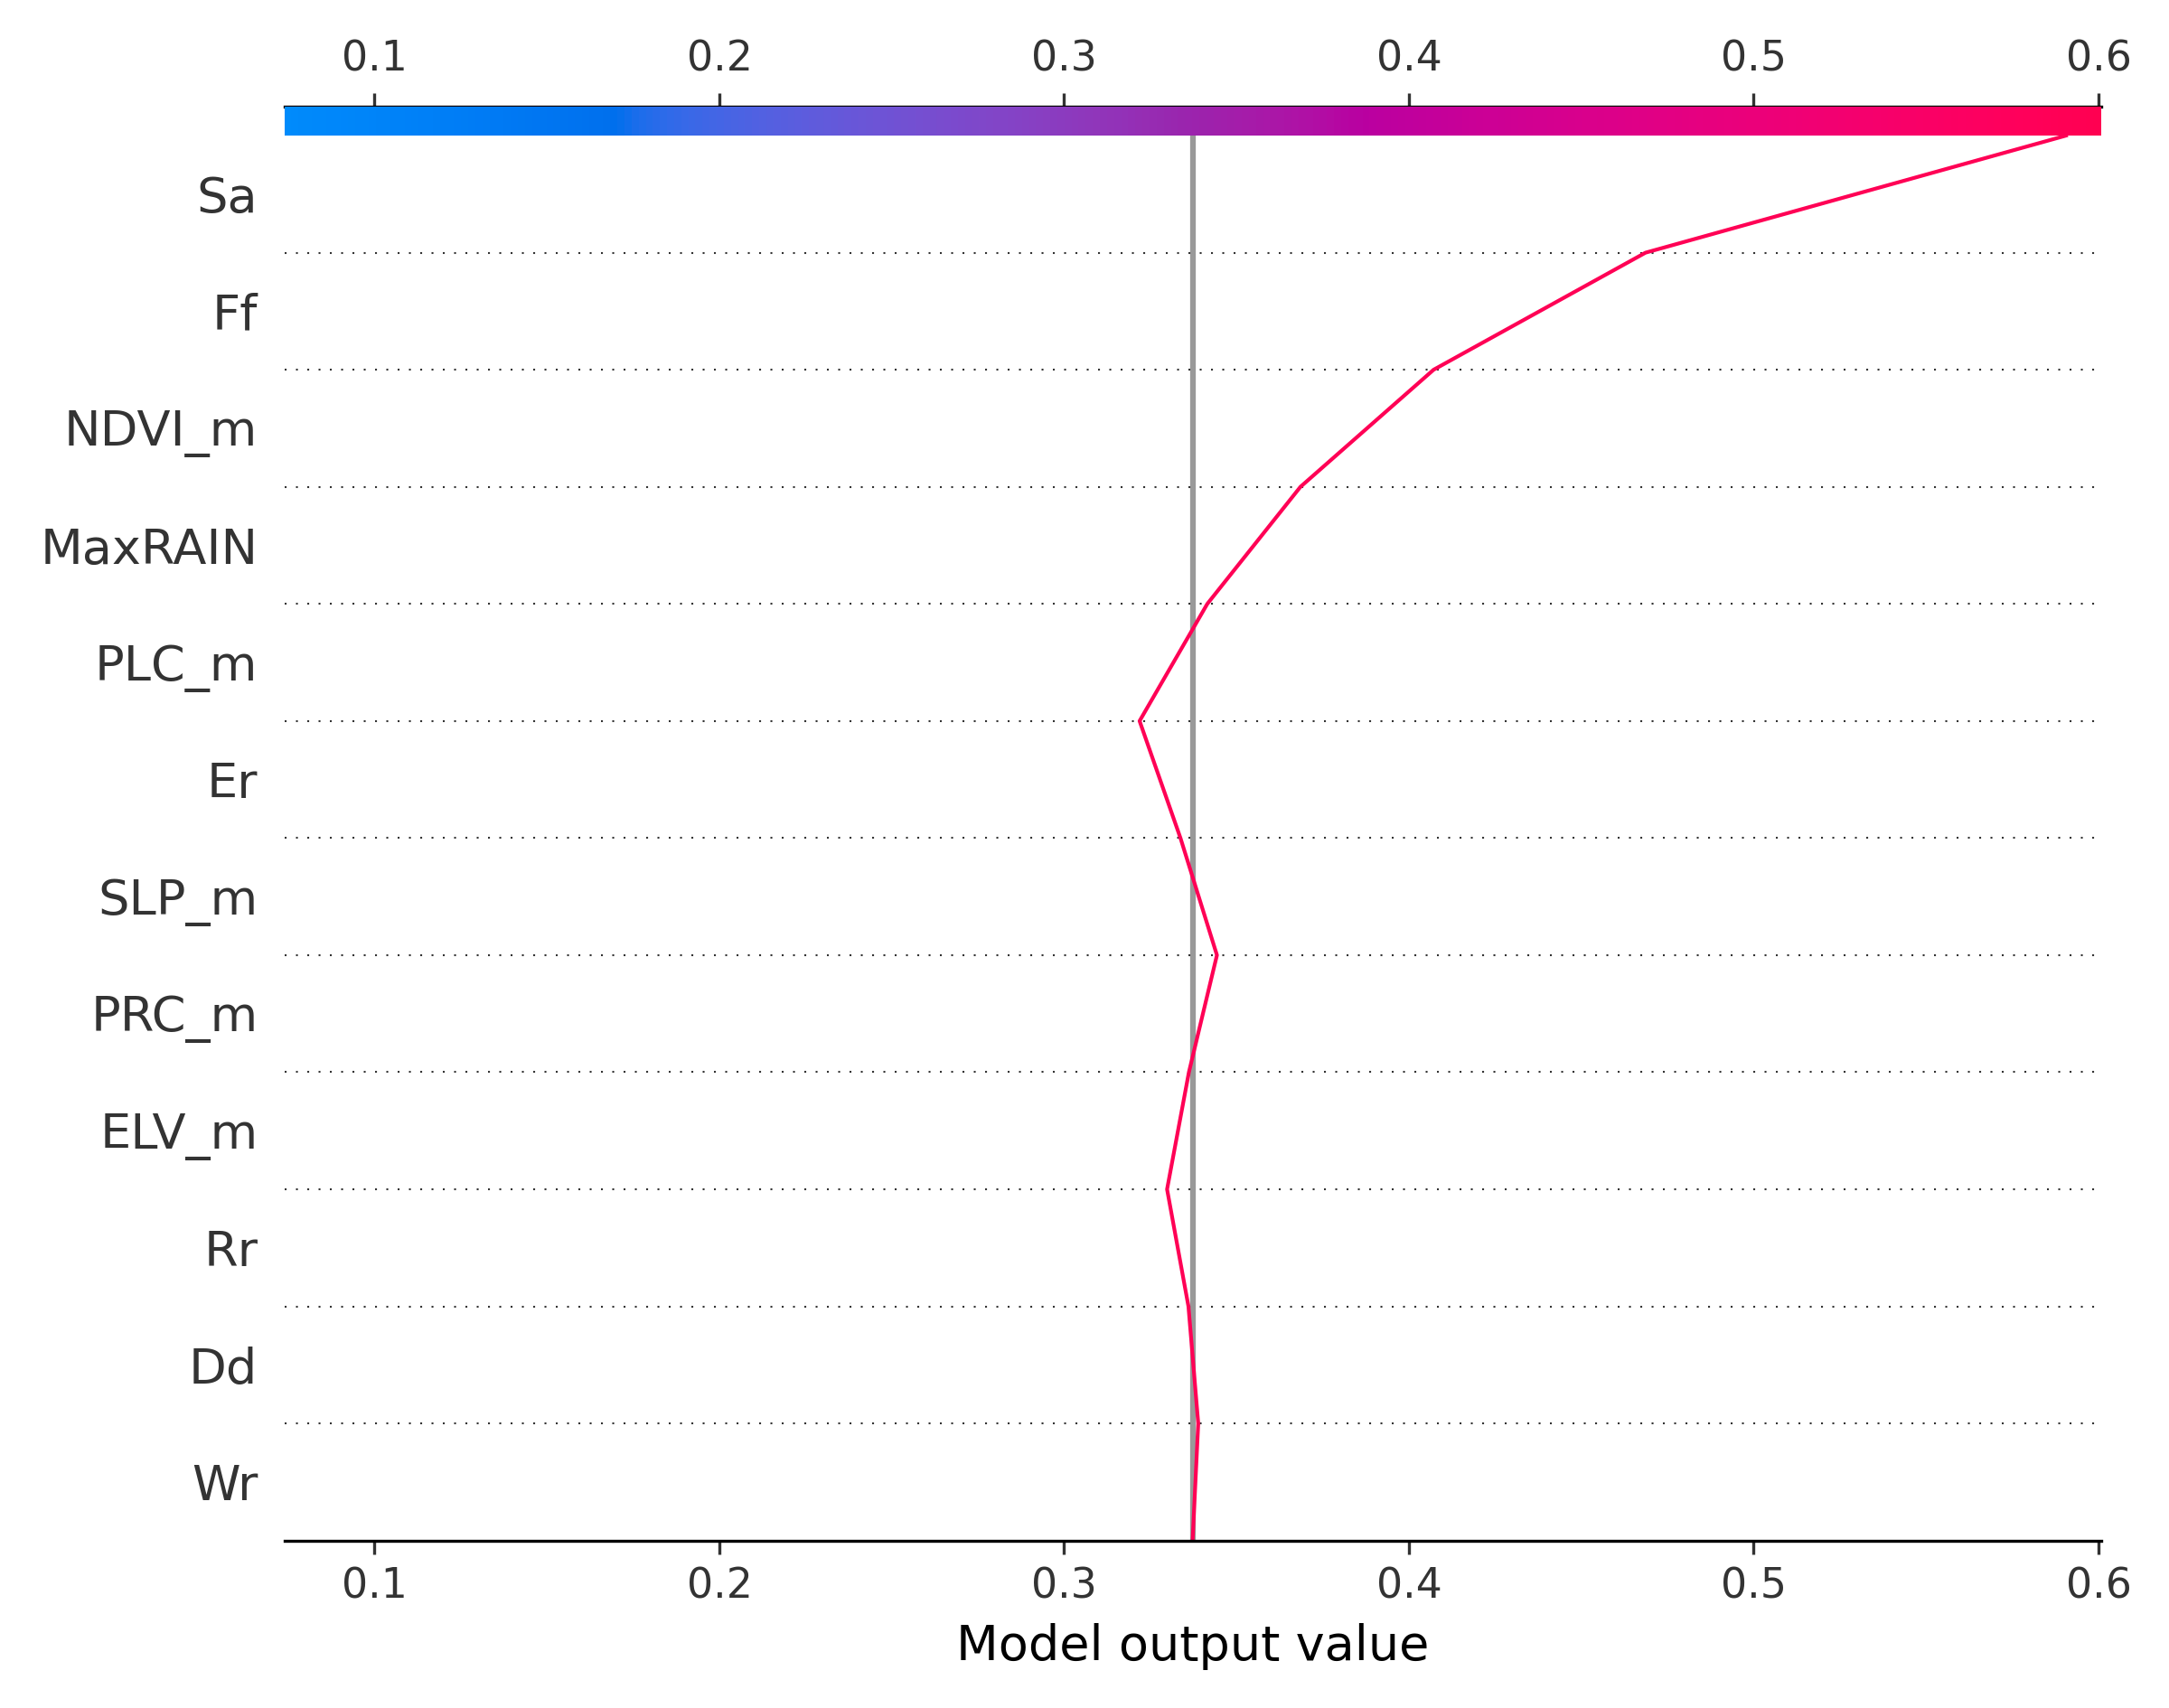 0.1 0.2 0.3 0.4 0.5 0.6
Sa
Ff
NDVI_m
MaxRAIN
PLC_m
Er
SLP_m
PRC_m
ELV_m
Rr
Dd
Wr
0.1 0.2 0.3 0.4 0.5 0.6
Model output value